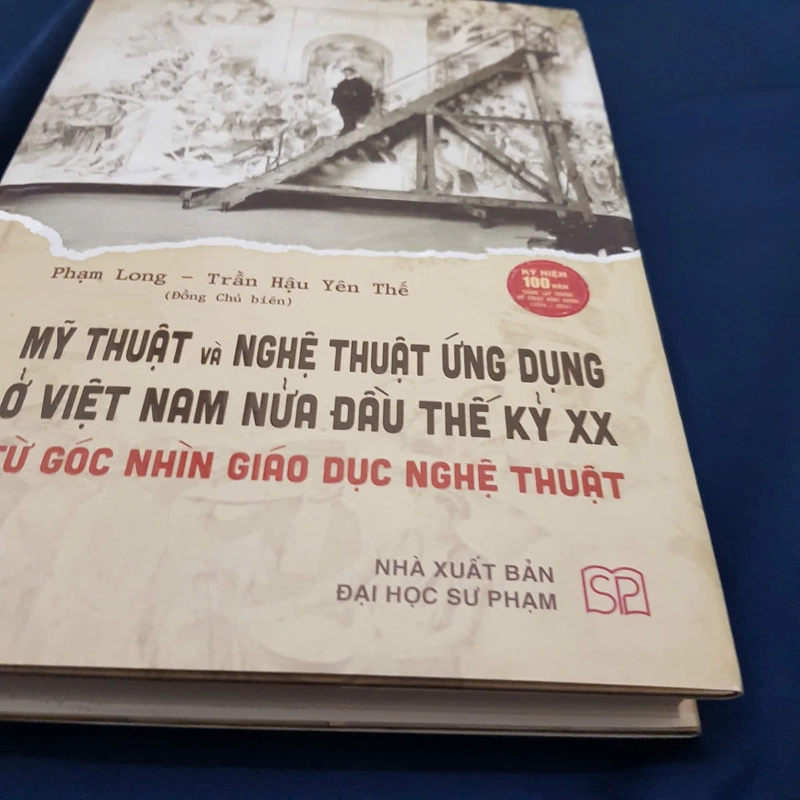 Phạm Long – Trần Hậu Yên Thế
(Đồng Chủ biên)
KỶ NIỆM
100 NĂM
MỸ THUẬT VÀ NGHỆ THUẬT ỨNG DỤNG
Ở VIỆT NAM NỬA ĐẦU THẾ KỶ XX
TỪ GÓC NHÌN GIÁO DỤC NGHỆ THUẬT
NHÀ XUẤT BẢN
ĐẠI HỌC SƯ PHẠM
SP